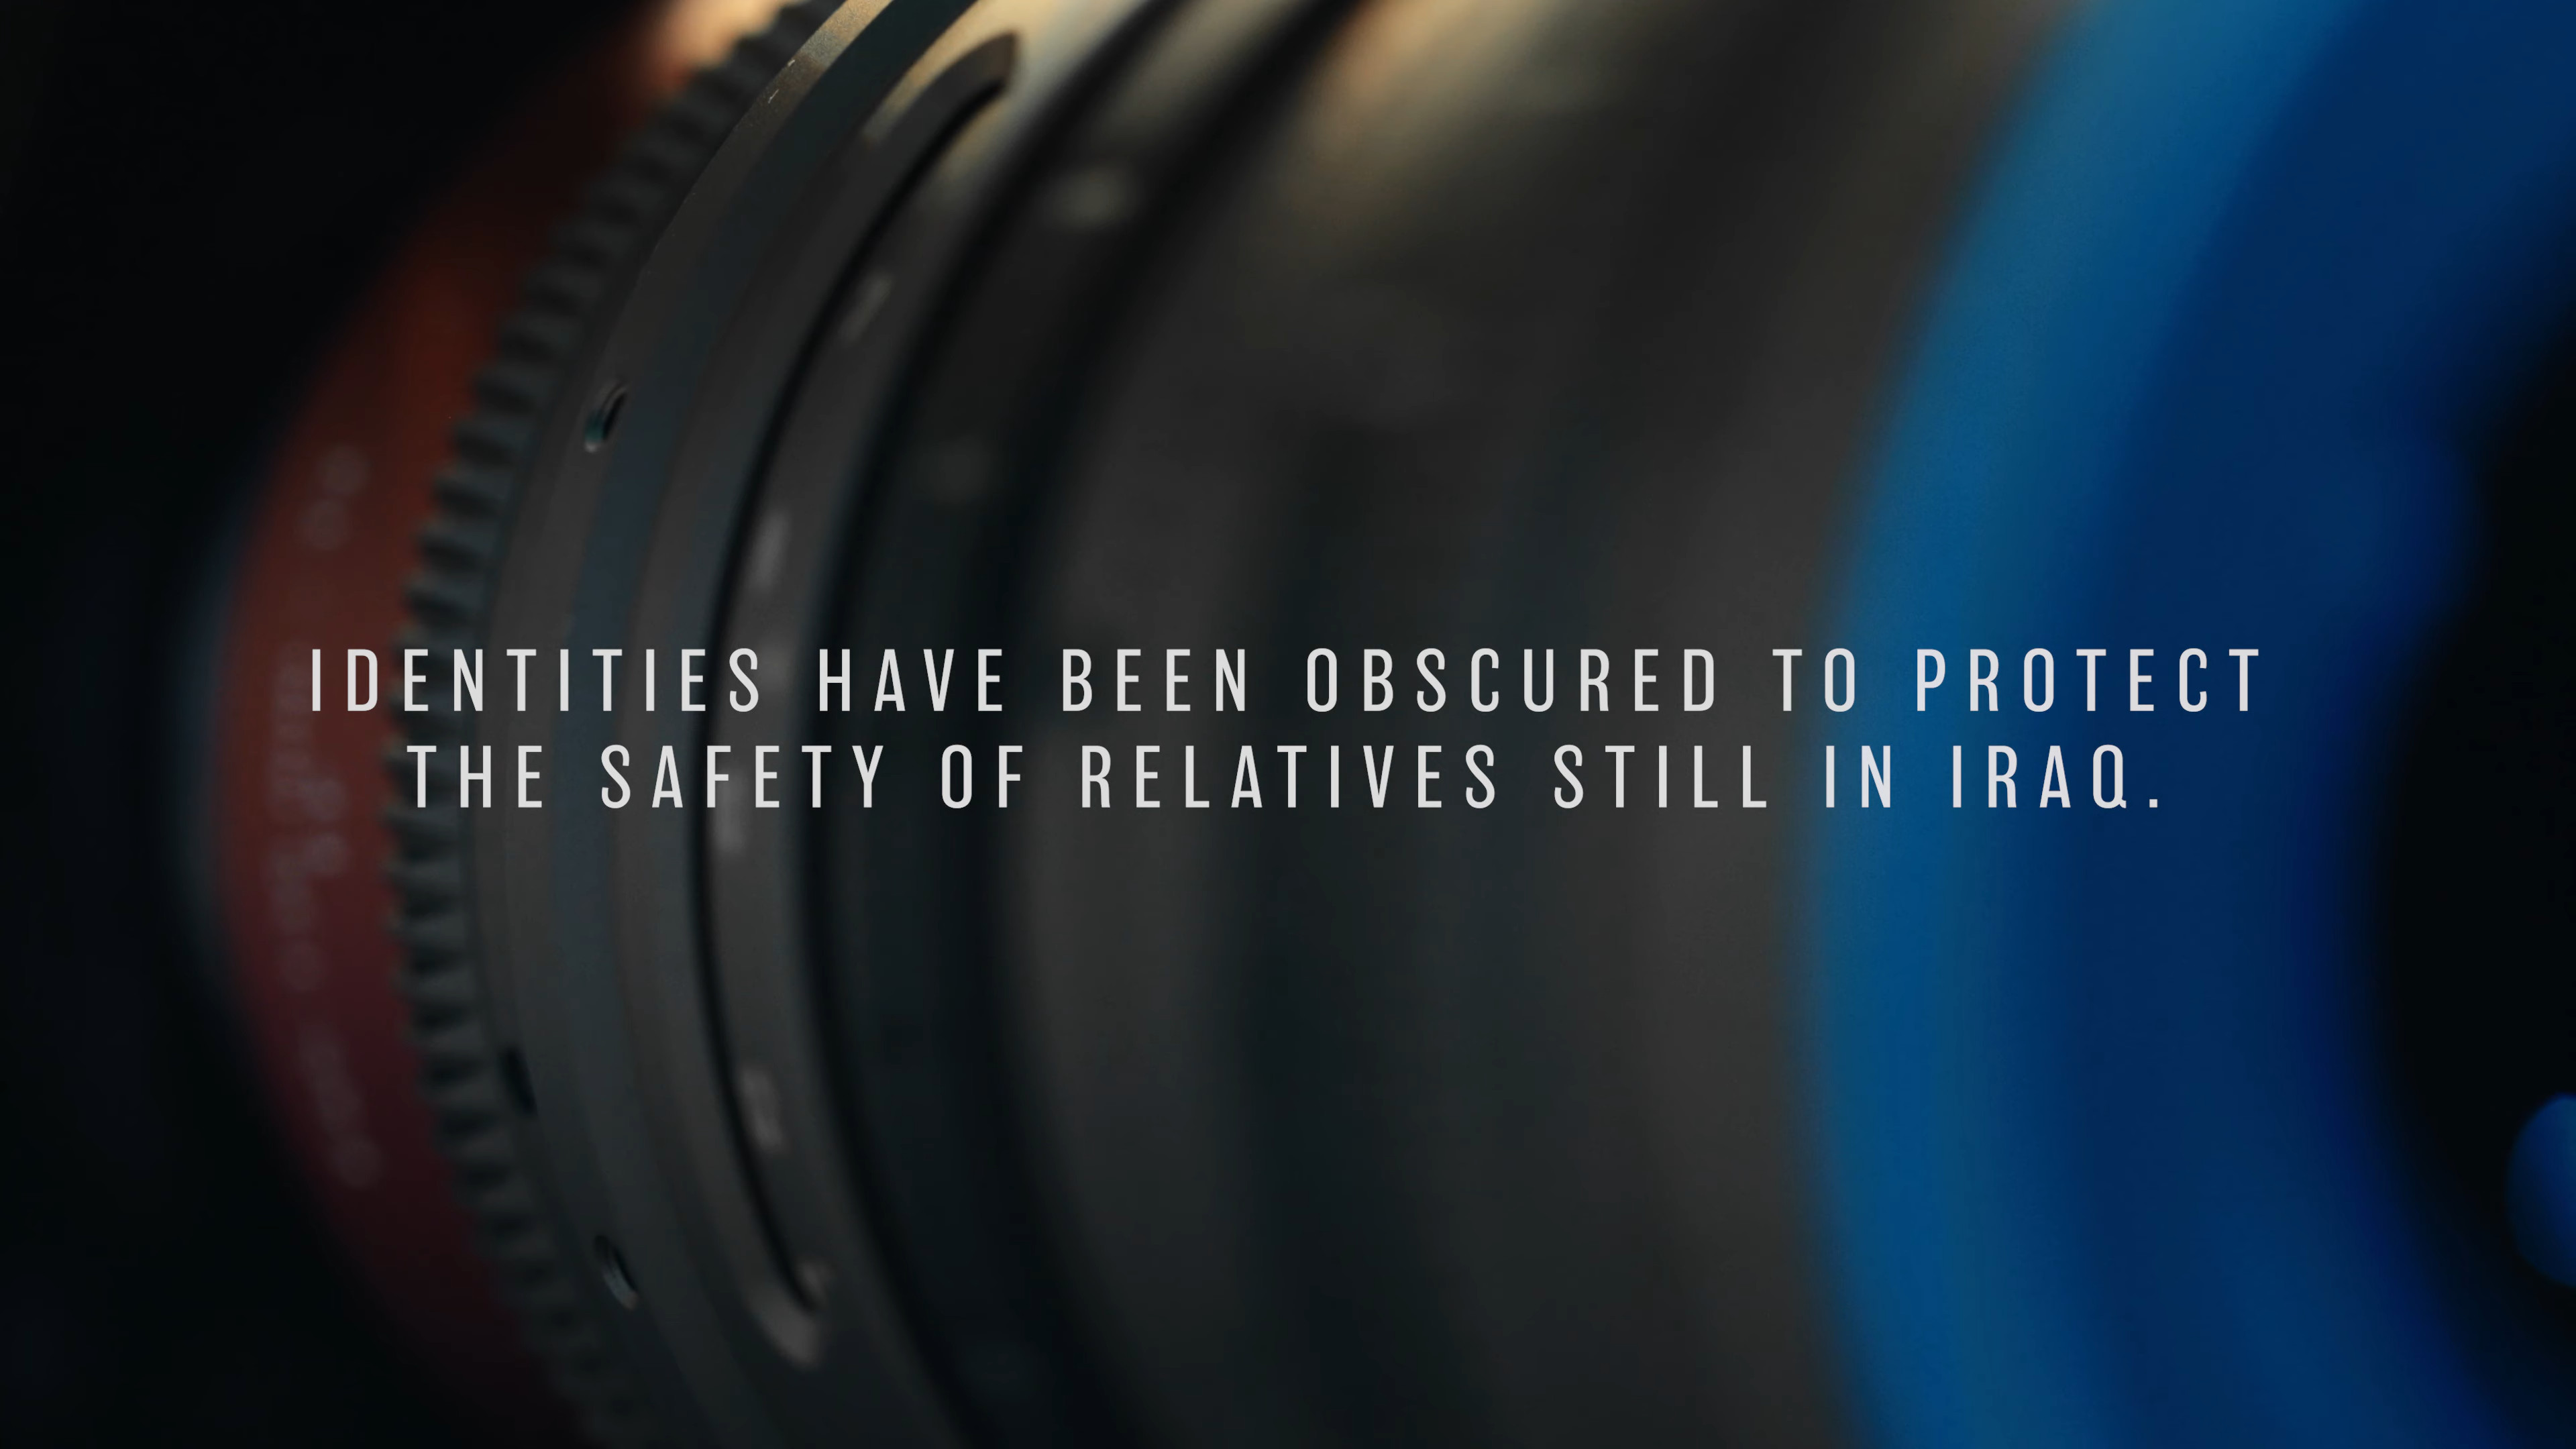 IDENTITIES HAVE BEEN OBSCURED TO PROTECT
THE SAFETY OF RELATIVES STILL IN IRAQ.